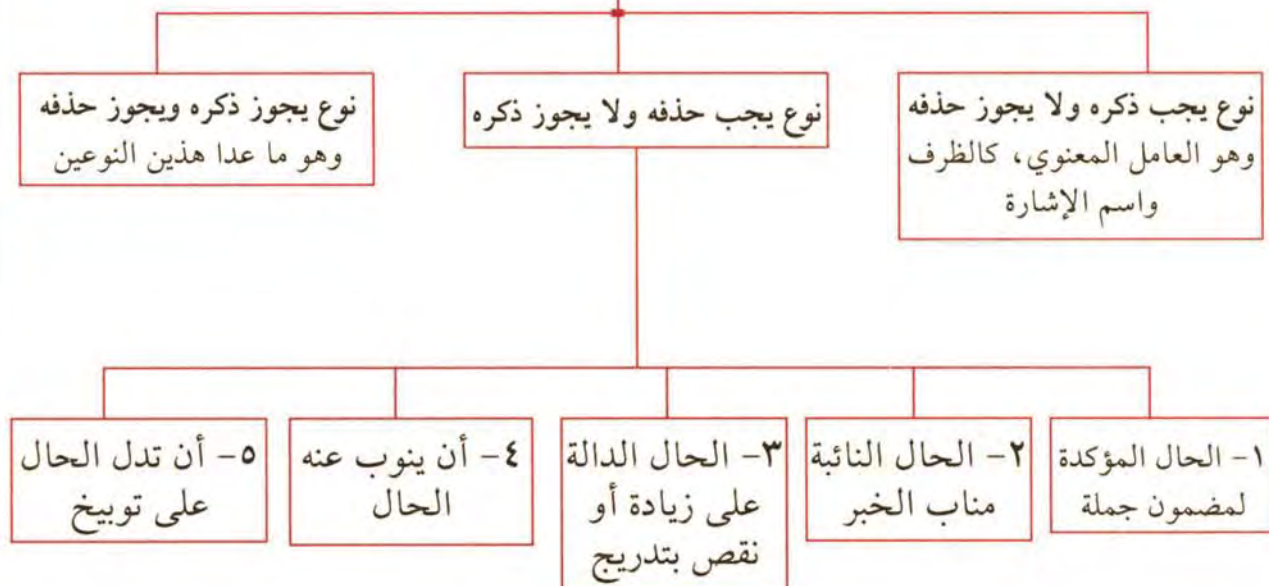 نوع يجب ذكره ولا يجوز حذفه
وهو العامل المعنوي، كالظرف
واسم الإشارة
نوع يجب حذفه ولا يجوز ذكره
نوع يجوز ذكره ويجوز حذفه
وهو ما عدا هذين النوعين
١- الحال المؤكدة
لمضمون جملة
٢- الحال النائبة
مناب الخبر
٣- الحال الدالة
على زيادة أو
نقص بتدريج
٤- أن ينوب عنه
الحال
٥- أن تدل الحال
على توبيخ